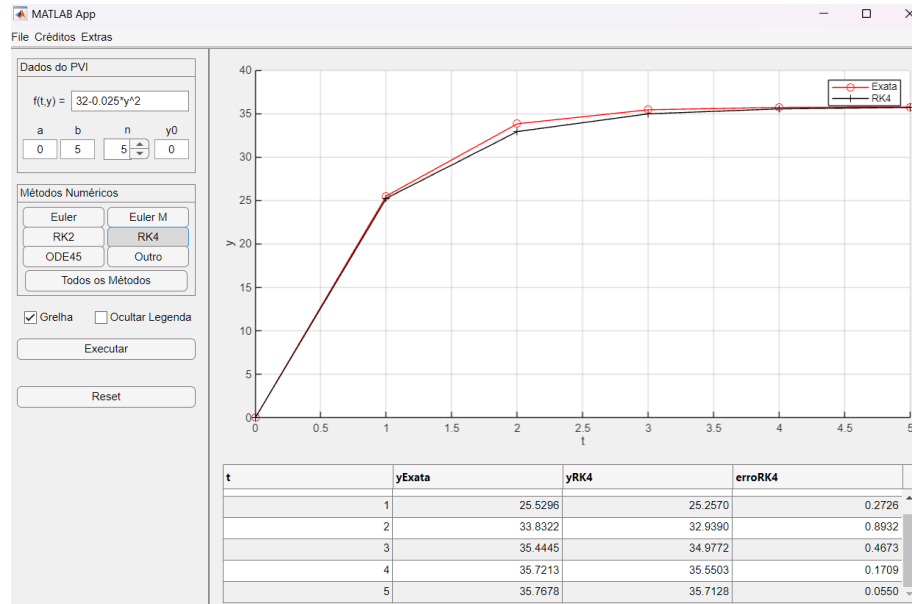 MATLAB App
File Créditos Extras
Dados do PVI
f(t,y) = 32-0.025*y^2
a b n y0
0 5 5 0
Métodos Numéricos
Euler Euler M
RK2 RK4
ODE45 Outro
Todos os Métodos
Grelha Ocultar Legenda
Executar
Reset
40
35
30
25
20
15
10
5
0
y
0 0.5 1 1.5 2 2.5 3 3.5 4 4.5 5
t
Exata
RK4
t yExata yRK4 erroRK4
1 25.5296 25.2570 0.2726
2 33.8322 32.9390 0.8932
3 35.4445 34.9772 0.4673
4 35.7213 35.5503 0.1709
5 35.7678 35.7128 0.0550